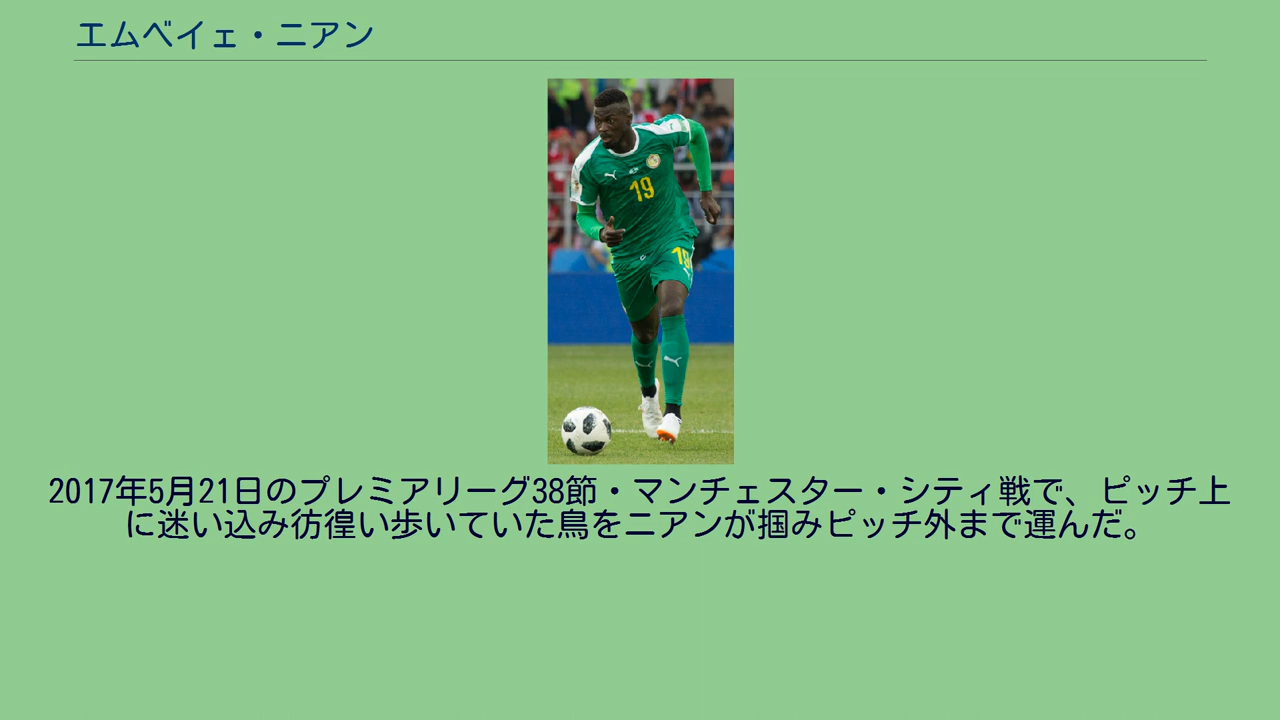 エムベイェ・ニアン
19
19
2017年5月21日のプレミアリーグ38節・マンチェスター・シティ戦で、ピッチ上
に迷い込み彷徨い歩いていた鳥をニアンが掴みピッチ外まで運んだ。